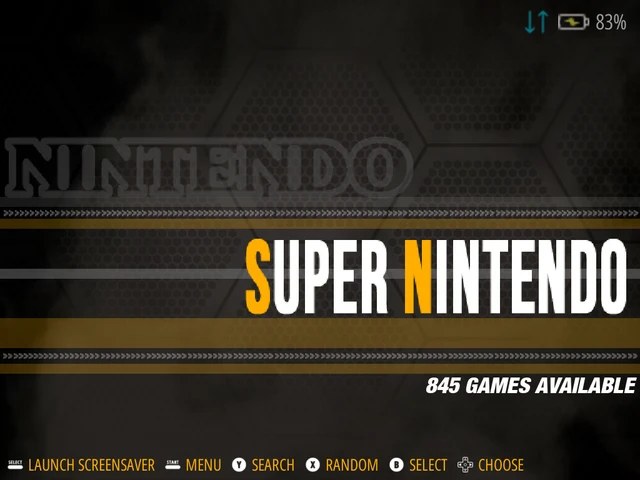 83%
NINTENDO
SUPER NINTENDO
845 GAMES AVAILABLE
SELECT LAUNCH SCREENSAVER START MENU Y SEARCH X RANDOM B SELECT CHOOSE